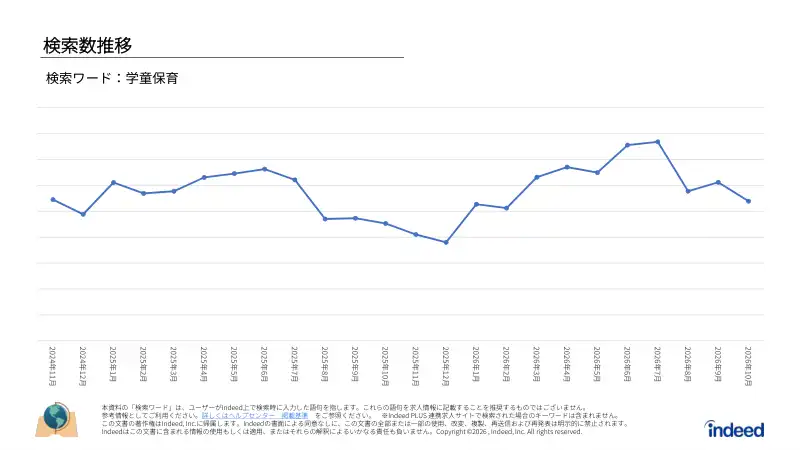 検索数推移
検索ワード：学童保育
2024年11月
2024年12月
2025年1月
2025年2月
2025年3月
2025年4月
2025年5月
2025年6月
2025年7月
2025年8月
2025年9月
2025年10月
2025年11月
2025年12月
2026年1月
2026年2月
2026年3月
2026年4月
2026年5月
2026年6月
2026年7月
2026年8月
2026年9月
2026年10月
本資料の「検索ワード」は、ユーザーがIndeed上で検索時に入力した語句を指します。これらの語句を求人情報に記載することを推奨するものではございません。
参考情報としてご利用ください。詳しくはヘルプセンター 掲載基準 をご参照ください。 ※Indeed PLUS 連携求人サイトで検索された場合のキーワードは含まれません。
この文書の著作権はIndeed, Inc.に帰属します。Indeedの書面による同意なしに、この文書の全部または一部の使用、改変、複製、再送信および再発表は明示的に禁止されます。
Indeedはこの文書に含まれる情報の使用もしくは適用、またはそれらの解釈によるいかなる責任も負いません。Copyright ©2026 , Indeed, Inc. All rights reserved.
indeed